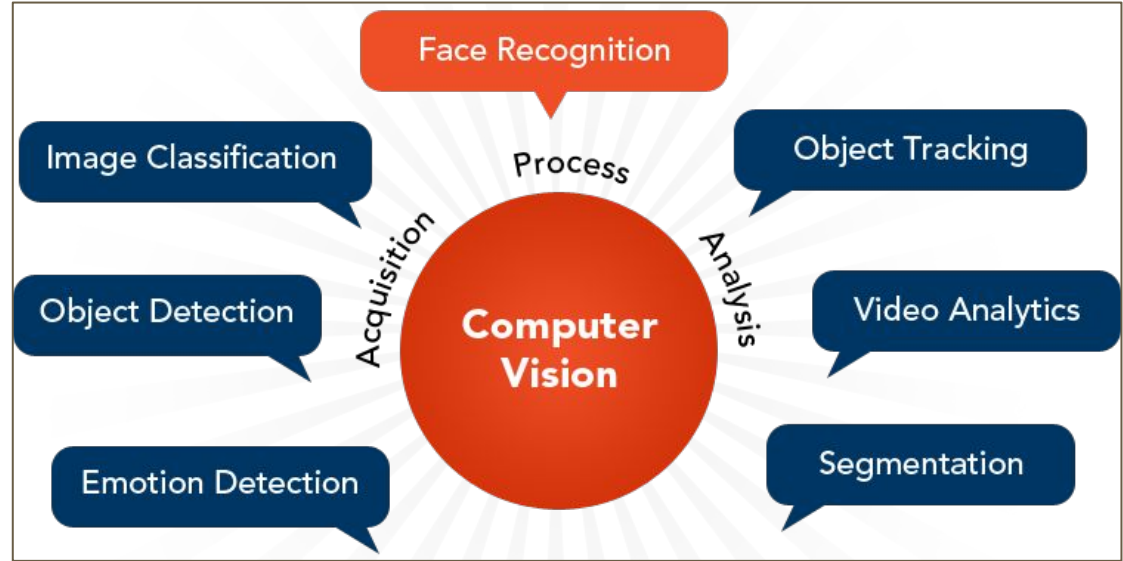 Face Recognition
Image Classification
Object Tracking
Process
Acquisition
Analysis
Object Detection
Video Analytics
Computer
Vision
Emotion Detection
Segmentation